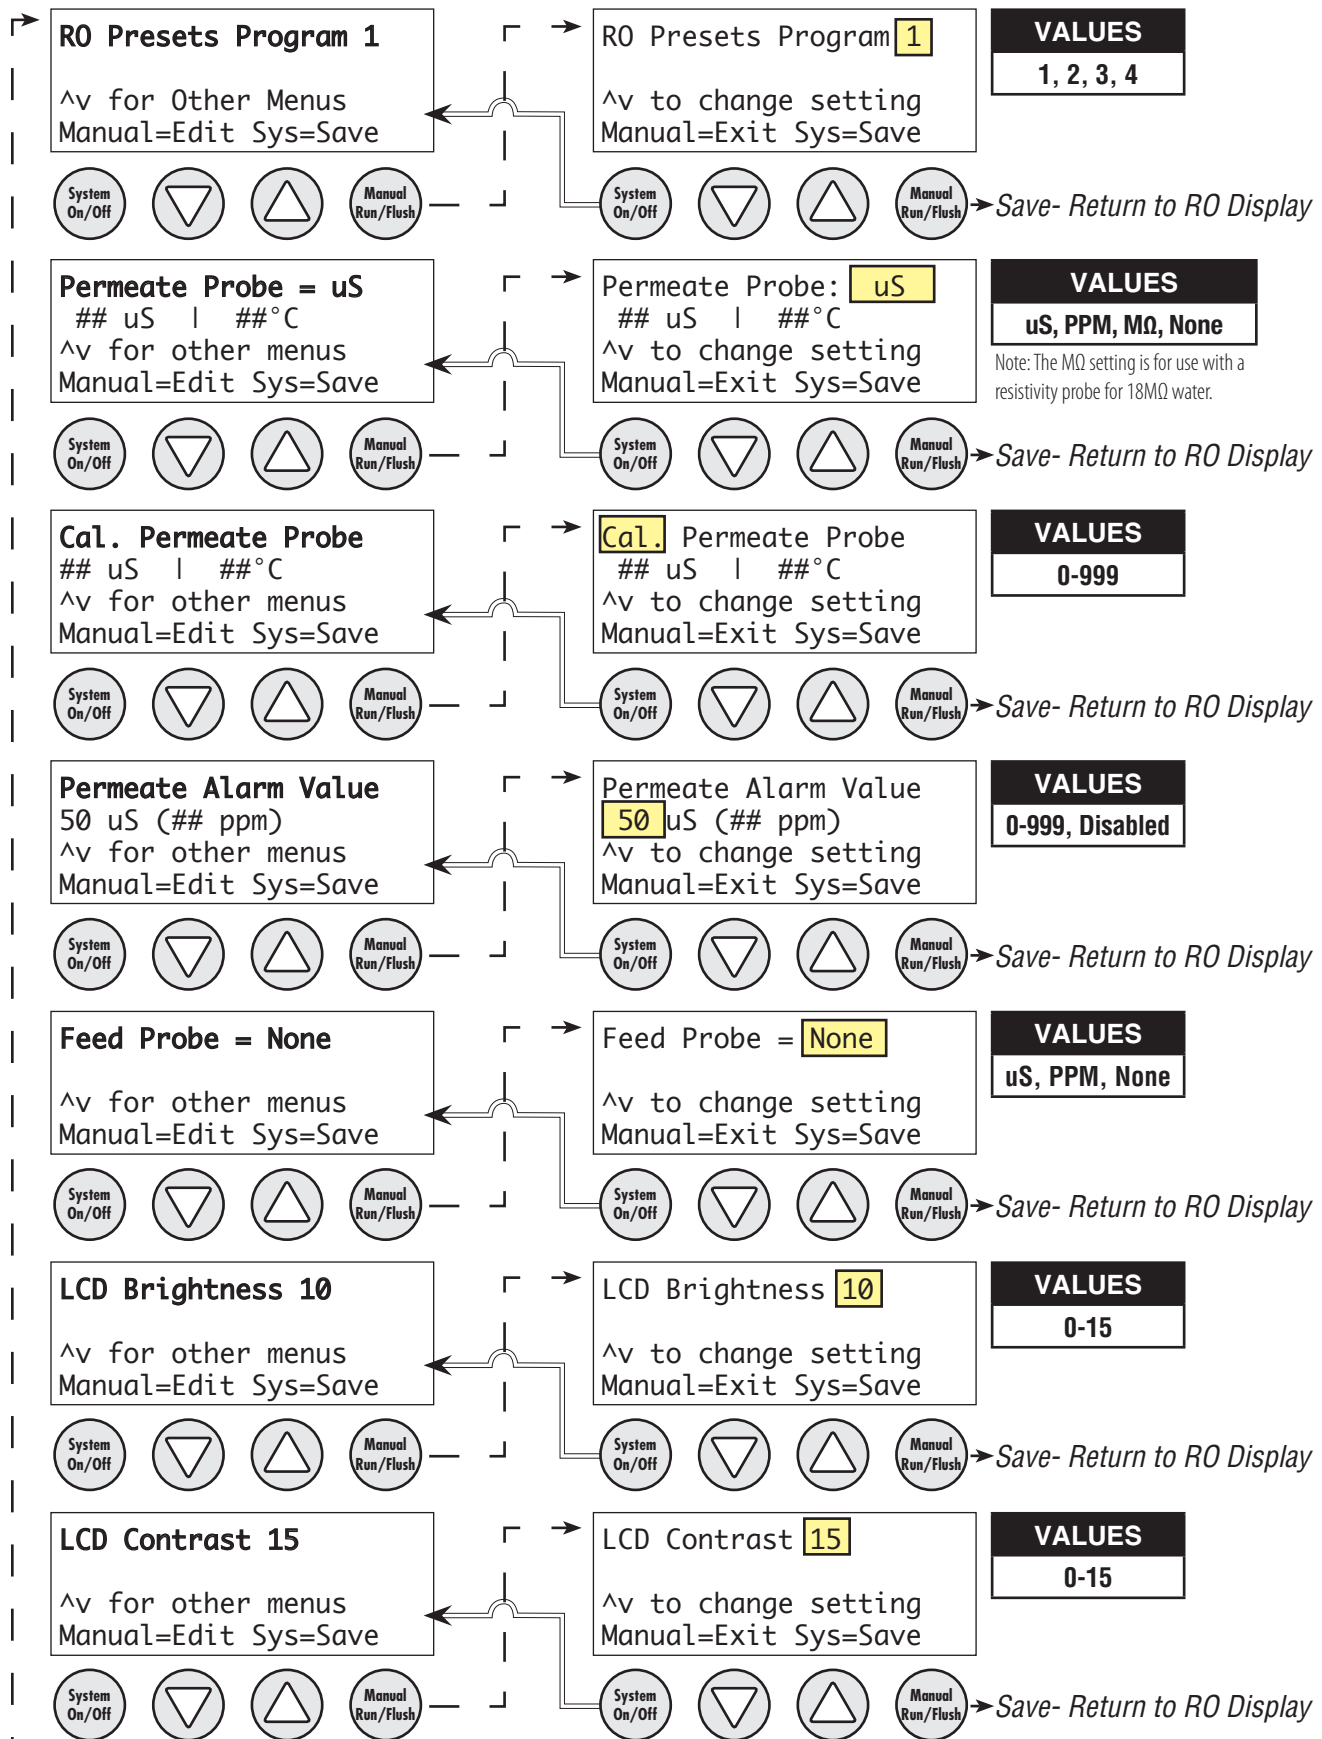 RO Presets Program 1
^v for Other Menus
Manual=Edit Sys=Save
System On/Off
Manual Run/Flush
RO Presets Program 1
^v to change setting
Manual=Exit Sys=Save
System On/Off
Manual Run/Flush
Save- Return to RO Display
VALUES
1, 2, 3, 4
Permeate Probe = uS
## uS | ##°C
^v for other menus
Manual=Edit Sys=Save
System On/Off
Manual Run/Flush
Permeate Probe: uS
## uS | ##°C
^v to change setting
Manual=Exit Sys=Save
System On/Off
Manual Run/Flush
Save- Return to RO Display
VALUES
uS, PPM, MΩ, None
Note: The MΩ setting is for use with a
resistivity probe for 18MΩ water.
Cal. Permeate Probe
## uS | ##°C
^v for other menus
Manual=Edit Sys=Save
System On/Off
Manual Run/Flush
Cal. Permeate Probe
## uS | ##°C
^v to change setting
Manual=Exit Sys=Save
System On/Off
Manual Run/Flush
Save- Return to RO Display
VALUES
0-999
Permeate Alarm Value
50 uS (## ppm)
^v for other menus
Manual=Edit Sys=Save
System On/Off
Manual Run/Flush
Permeate Alarm Value
50 uS (## ppm)
^v to change setting
Manual=Exit Sys=Save
System On/Off
Manual Run/Flush
Save- Return to RO Display
VALUES
0-999, Disabled
Feed Probe = None
^v for other menus
Manual=Edit Sys=Save
System On/Off
Manual Run/Flush
Feed Probe = None
^v to change setting
Manual=Exit Sys=Save
System On/Off
Manual Run/Flush
Save- Return to RO Display
VALUES
uS, PPM, None
LCD Brightness 10
^v for other menus
Manual=Edit Sys=Save
System On/Off
Manual Run/Flush
LCD Brightness 10
^v to change setting
Manual=Exit Sys=Save
System On/Off
Manual Run/Flush
Save- Return to RO Display
VALUES
0-15
LCD Contrast 15
^v for other menus
Manual=Edit Sys=Save
System On/Off
Manual Run/Flush
LCD Contrast 15
^v to change setting
Manual=Exit Sys=Save
System On/Off
Manual Run/Flush
Save- Return to RO Display
VALUES
0-15